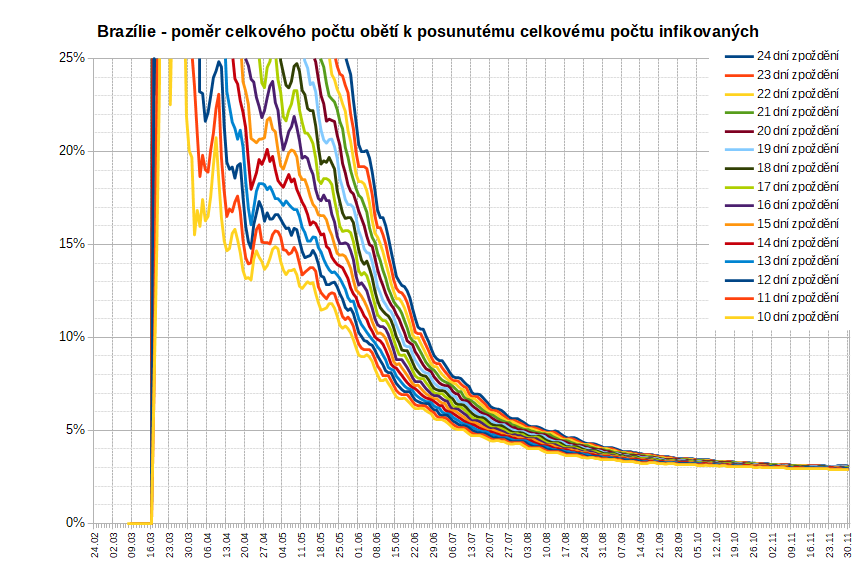 Brazílie - poměr celkového počtu obětí k posunutému celkovému počtu infikovaných
25%
20%
15%
10%
5%
0%
24 dní zpoždění
23 dní zpoždění
22 dní zpoždění
21 dní zpoždění
20 dní zpoždění
19 dní zpoždění
18 dní zpoždění
17 dní zpoždění
16 dní zpoždění
15 dní zpoždění
14 dní zpoždění
13 dní zpoždění
12 dní zpoždění
11 dní zpoždění
10 dní zpoždění
24.02
02.03
09.03
16.03
23.03
30.03
06.04
13.04
20.04
27.04
04.05
11.05
18.05
25.05
01.06
08.06
15.06
22.06
29.06
06.07
13.07
20.07
27.07
03.08
10.08
17.08
24.08
31.08
07.09
14.09
21.09
28.09
05.10
12.10
19.10
26.10
02.11
09.11
16.11
23.11
30.11